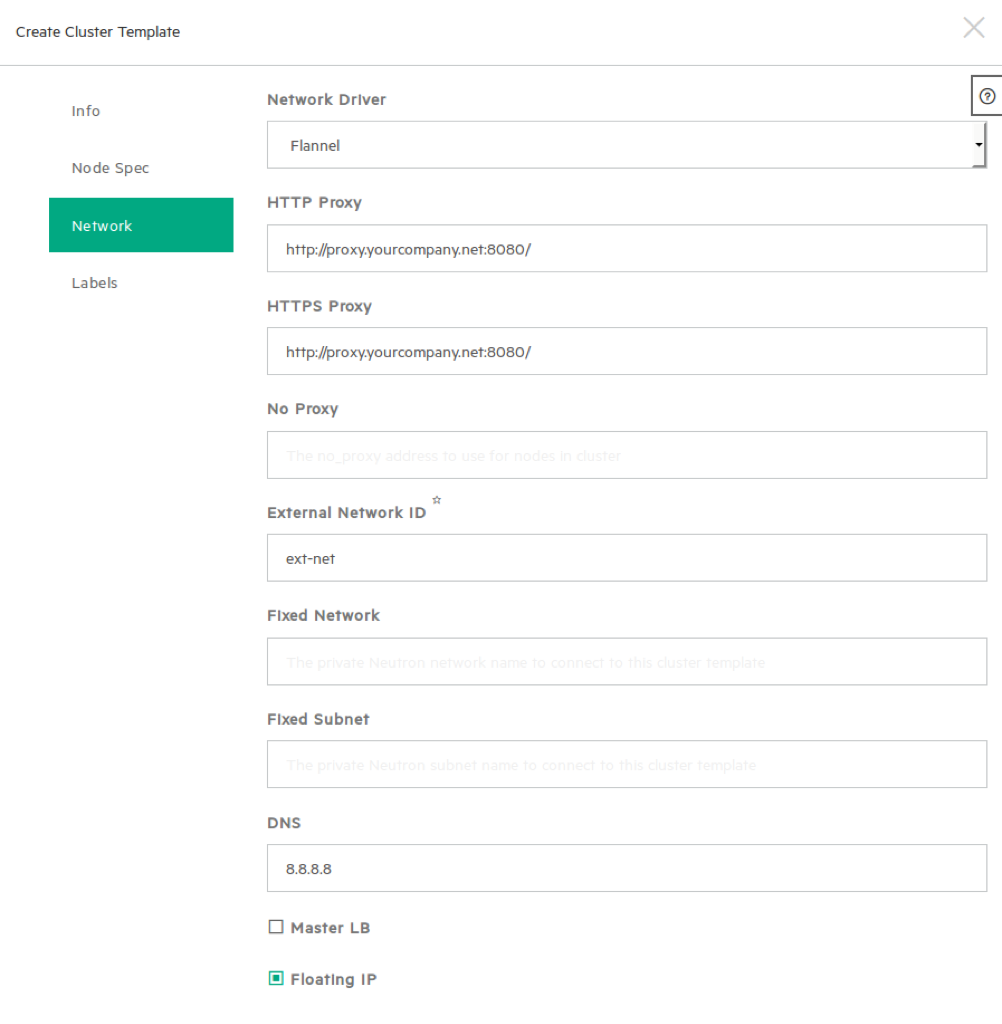 Create Cluster Template
Info
Node Spec
Network
Labels
Network Driver
Flannel
HTTP Proxy
http://proxy.yourcompany.net:8080/
HTTPS Proxy
http://proxy.yourcompany.net:8080/
No Proxy
The no_proxy address to use for nodes in cluster
External Network ID
ext-net
Fixed Network
The private Neutron network name to connect to this cluster template
Fixed Subnet
The private Neutron subnet name to connect to this cluster template
DNS
8.8.8.8
Master LB
Floating IP